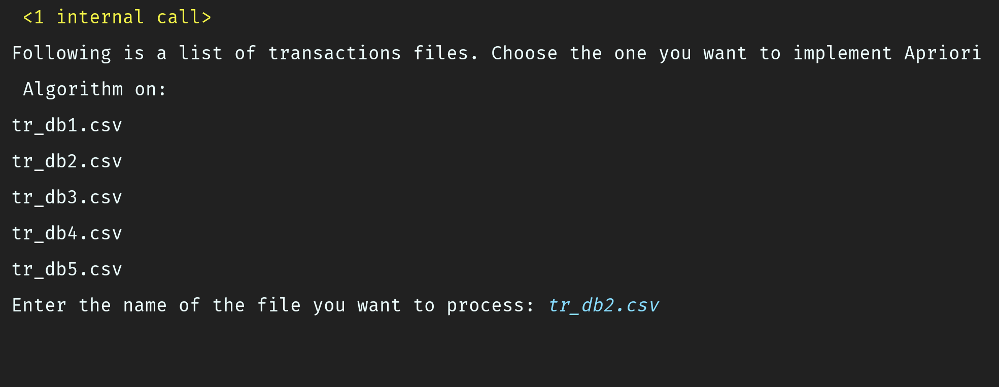 <1 internal call>
Following is a list of transactions files. Choose the one you want to implement Apriori
Algorithm on:
tr_db1.csv
tr_db2.csv
tr_db3.csv
tr_db4.csv
tr_db5.csv
Enter the name of the file you want to process: tr_db2.csv